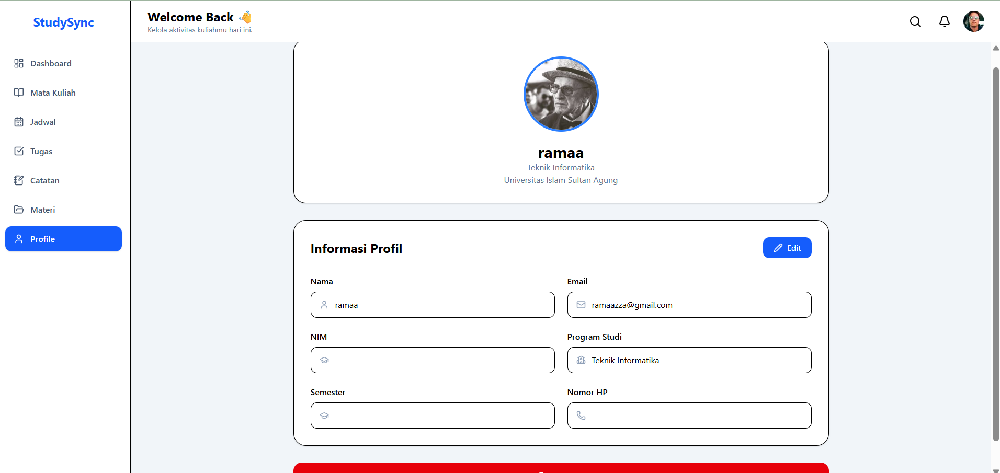 StudySync
Welcome Back 👋
Kelola aktivitas kuliahmu hari ini.
Dashboard
Mata Kuliah
Jadwal
Tugas
Catatan
Materi
Profile
ramaa
Teknik Informatika
Universitas Islam Sultan Agung
Informasi Profil
Edit
Nama
ramaa
Email
ramaazza@gmail.com
NIM
Program Studi
Teknik Informatika
Semester
Nomor HP